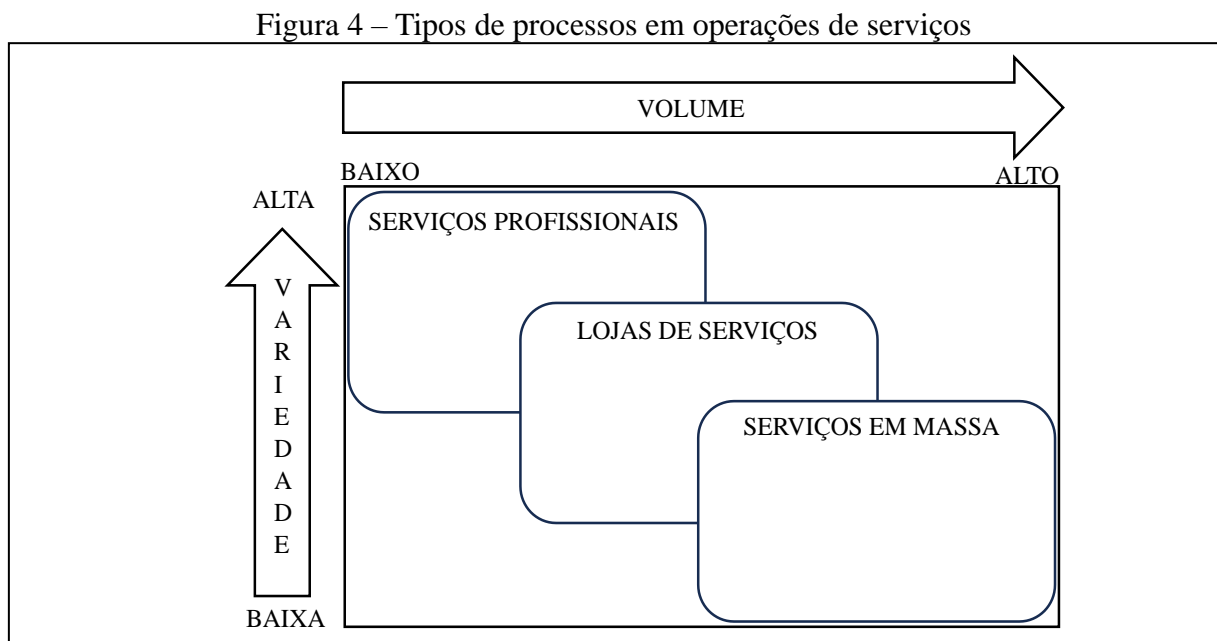 Figura 4 – Tipos de processos em operações de serviços
VOLUME
BAIXO
ALTO
ALTA
SERVIÇOS PROFISSIONAIS
VARIEDADE
LOJAS DE SERVIÇOS
SERVIÇOS EM MASSA
BAIXA